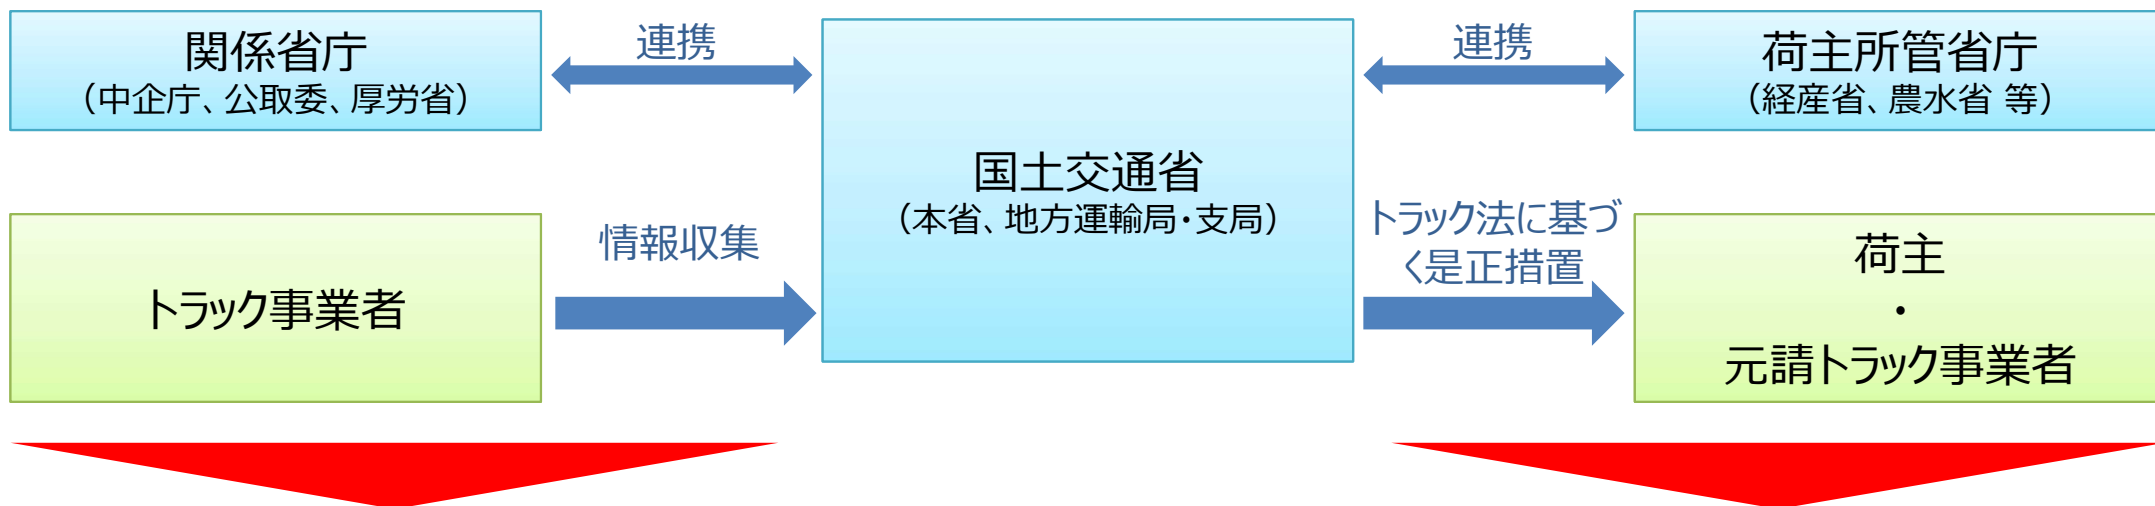 関係省庁
（中企庁、公取委、厚労省）
連携
国土交通省
（本省、地方運輸局・支局）
連携
荷主所管省庁
（経産省、農水省 等）
トラック事業者
情報収集
トラック法に基づ
く是正措置
荷主
・
元請トラック事業者